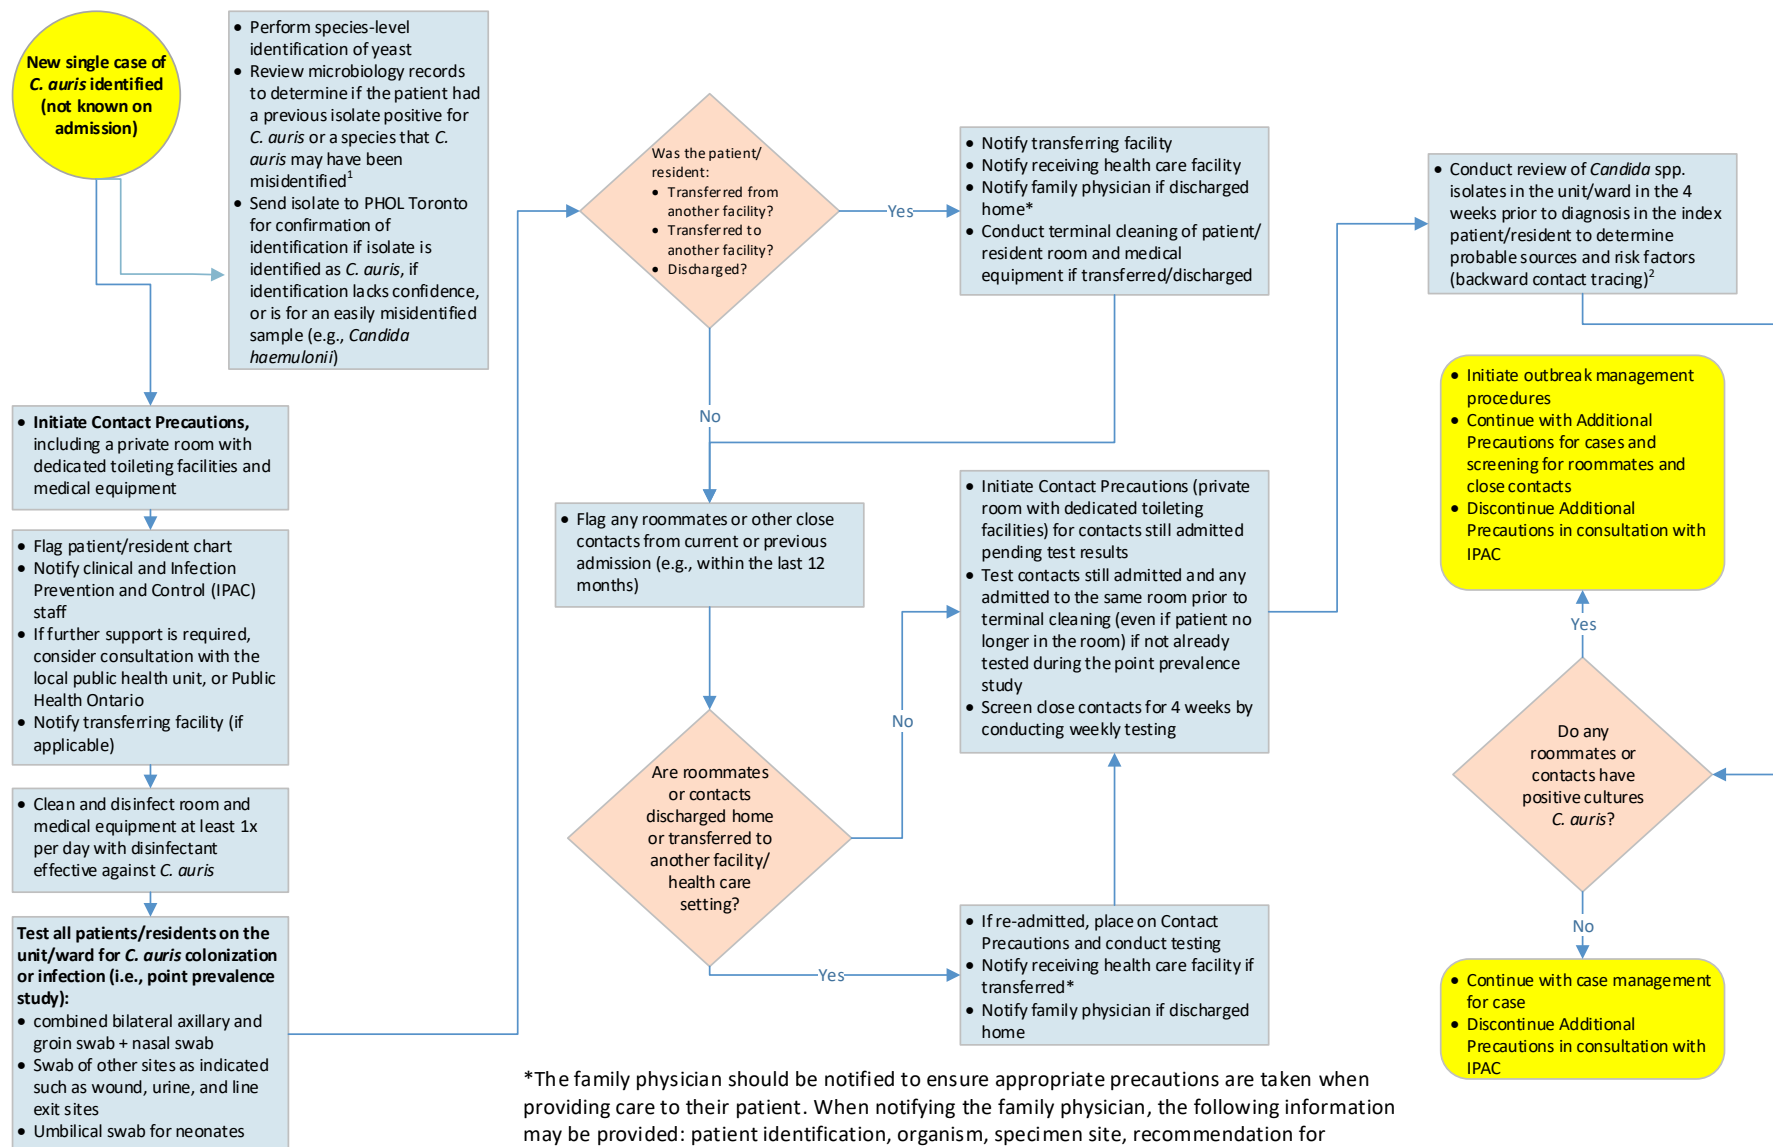 New single case of
C. auris identified
(not known on
admission)
• Perform species-level
identification of yeast
• Review microbiology records
to determine if the patient had
a previous isolate positive for
C. auris or a species that C.
auris may have been
misidentified¹
• Send isolate to PHOL Toronto
for confirmation of
identification if isolate is
identified as C. auris, if
identification lacks confidence,
or is for an easily misidentified
sample (e.g., Candida
haemulonii)
• Initiate Contact Precautions,
including a private room with
dedicated toileting facilities and
medical equipment
• Flag patient/resident chart
• Notify clinical and Infection
Prevention and Control (IPAC)
staff
• If further support is required,
consider consultation with the
local public health unit, or Public
Health Ontario
• Notify transferring facility (if
applicable)
• Clean and disinfect room and
medical equipment at least 1x
per day with disinfectant
effective against C. auris
Test all patients/residents on the
unit/ward for C. auris colonization
or infection (i.e., point prevalence
study):
• combined bilateral axillary and
groin swab + nasal swab
• Swab of other sites as indicated
such as wound, urine, and line
exit sites
• Umbilical swab for neonates
Was the patient/
resident:
• Transferred from
another facility?
• Transferred to
another facility?
• Discharged?
Yes
• Notify transferring facility
• Notify receiving health care facility
• Notify family physician if discharged
home*
• Conduct terminal cleaning of patient/
resident room and medical
equipment if transferred/discharged
No
• Flag any roommates or other close
contacts from current or previous
admission (e.g., within the last 12
months)
Are roommates
or contacts
discharged home
or transferred to
another facility/
health care
setting?
No
• Initiate Contact Precautions (private
room with dedicated toileting
facilities) for contacts still admitted
pending test results
• Test contacts still admitted and any
admitted to the same room prior to
terminal cleaning (even if patient no
longer in the room) if not already
tested during the point prevalence
study
• Screen close contacts for 4 weeks by
conducting weekly testing
Yes
• If re-admitted, place on Contact
Precautions and conduct testing
• Notify receiving health care facility if
transferred*
• Notify family physician if discharged
home
• Conduct review of Candida spp.
isolates in the unit/ward in the 4
weeks prior to diagnosis in the index
patient/resident to determine
probable sources and risk factors
(backward contact tracing)²
• Initiate outbreak management
procedures
• Continue with Additional
Precautions for cases and
screening for roommates and
close contacts
• Discontinue Additional
Precautions in consultation with
IPAC
Yes
Do any
roommates or
contacts have
positive cultures
C. auris?
No
• Continue with case management
for case
• Discontinue Additional
Precautions in consultation with
IPAC
*The family physician should be notified to ensure appropriate precautions are taken when
providing care to their patient. When notifying the family physician, the following information
may be provided: patient identification, organism, specimen site, recommendation for